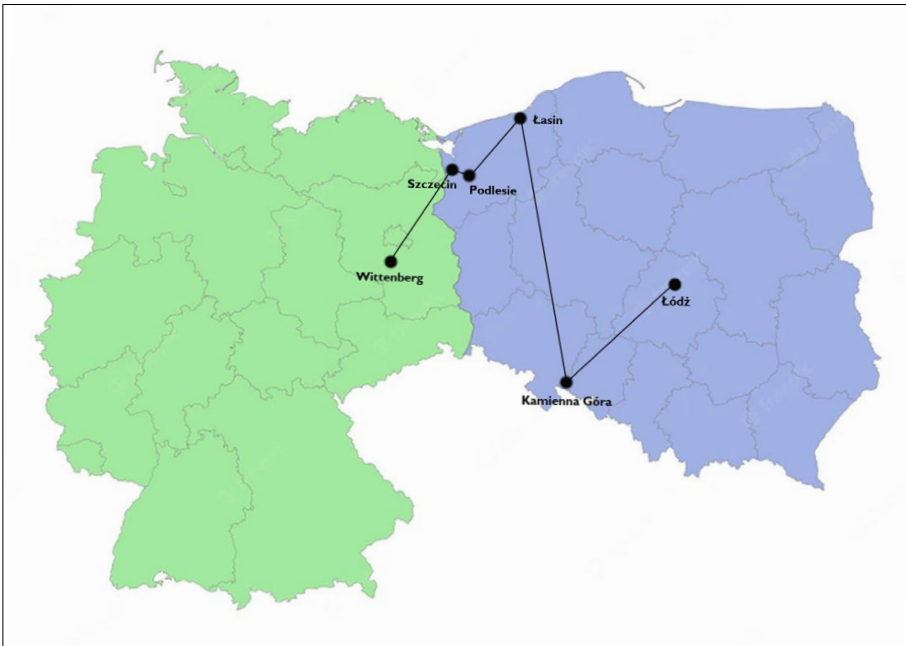 Łasin
Szczecin
Podlesie
Wittenberg
Łódź
Kamienna Góra